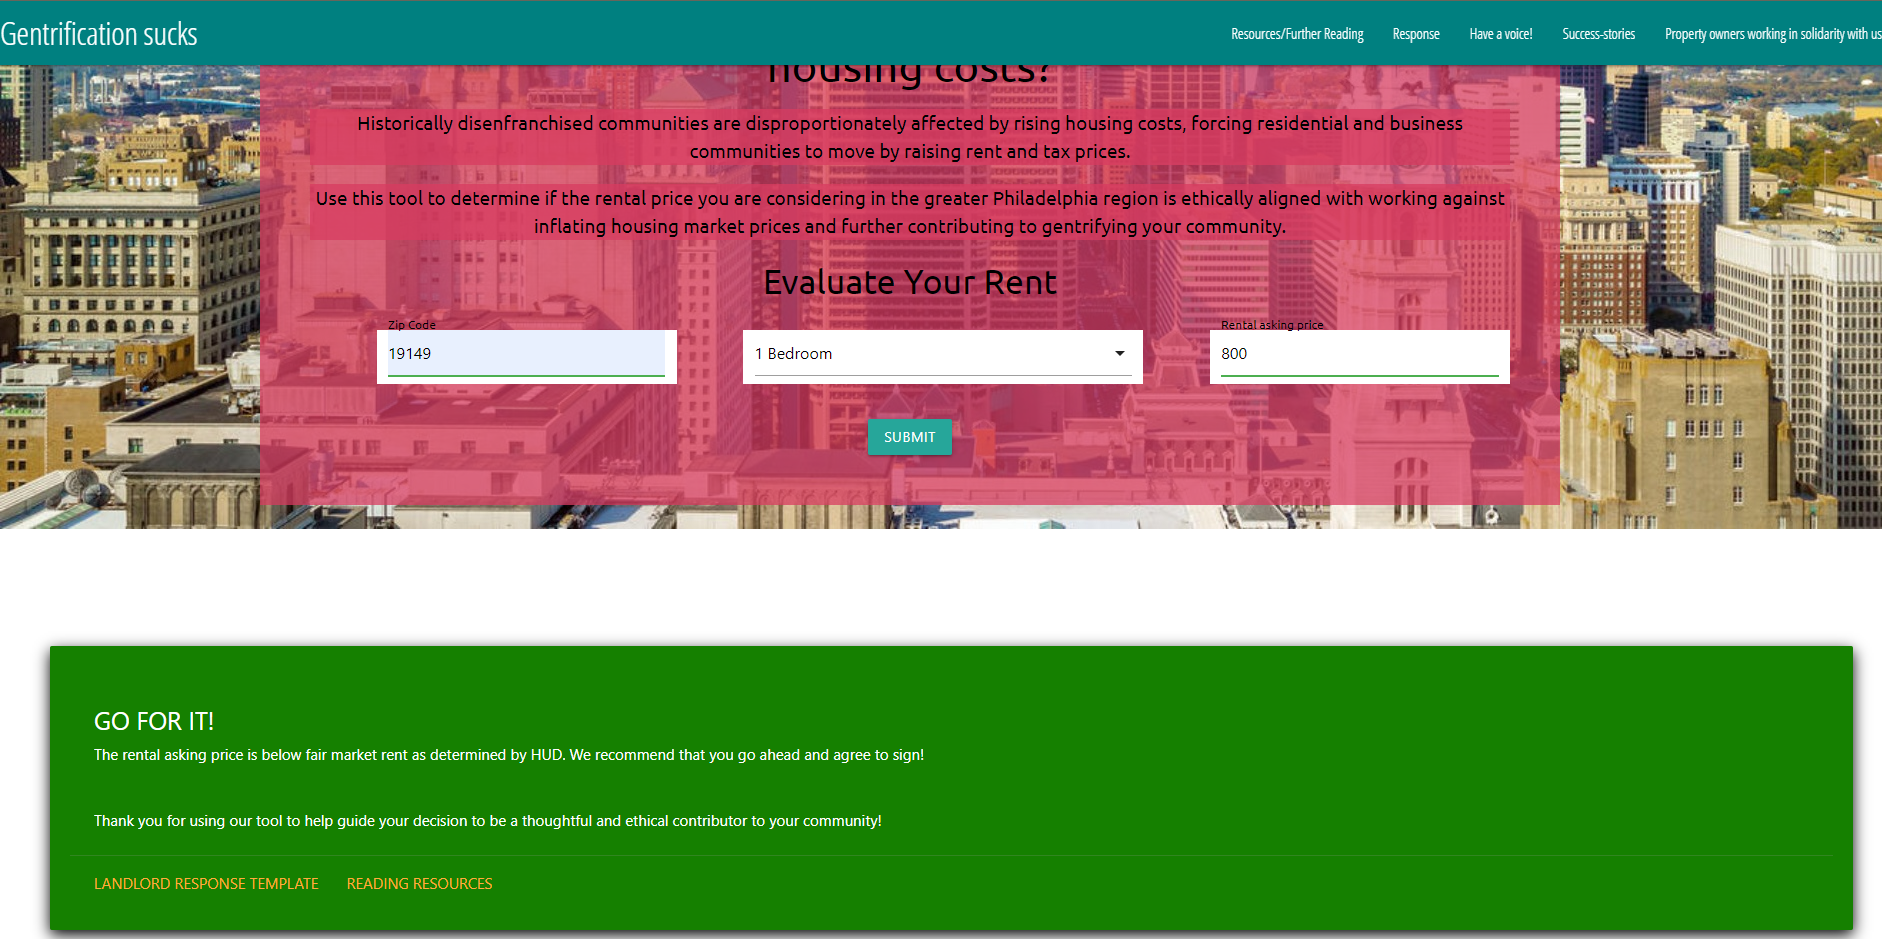 Gentrification sucks
Resources/Further Reading
Response
Have a voice!
Success-stories
Property owners working in solidarity with us
housing costs?
Historically disenfranchised communities are disproportionately affected by rising housing costs, forcing residential and business
communities to move by raising rent and tax prices.
Use this tool to determine if the rental price you are considering in the greater Philadelphia region is ethically aligned with working against
inflating housing market prices and further contributing to gentrifying your community.
Evaluate Your Rent
Zip Code
19149
1 Bedroom
Rental asking price
800
SUBMIT
GO FOR IT!
The rental asking price is below fair market rent as determined by HUD. We recommend that you go ahead and agree to sign!
Thank you for using our tool to help guide your decision to be a thoughtful and ethical contributor to your community!
LANDLORD RESPONSE TEMPLATE
READING RESOURCES